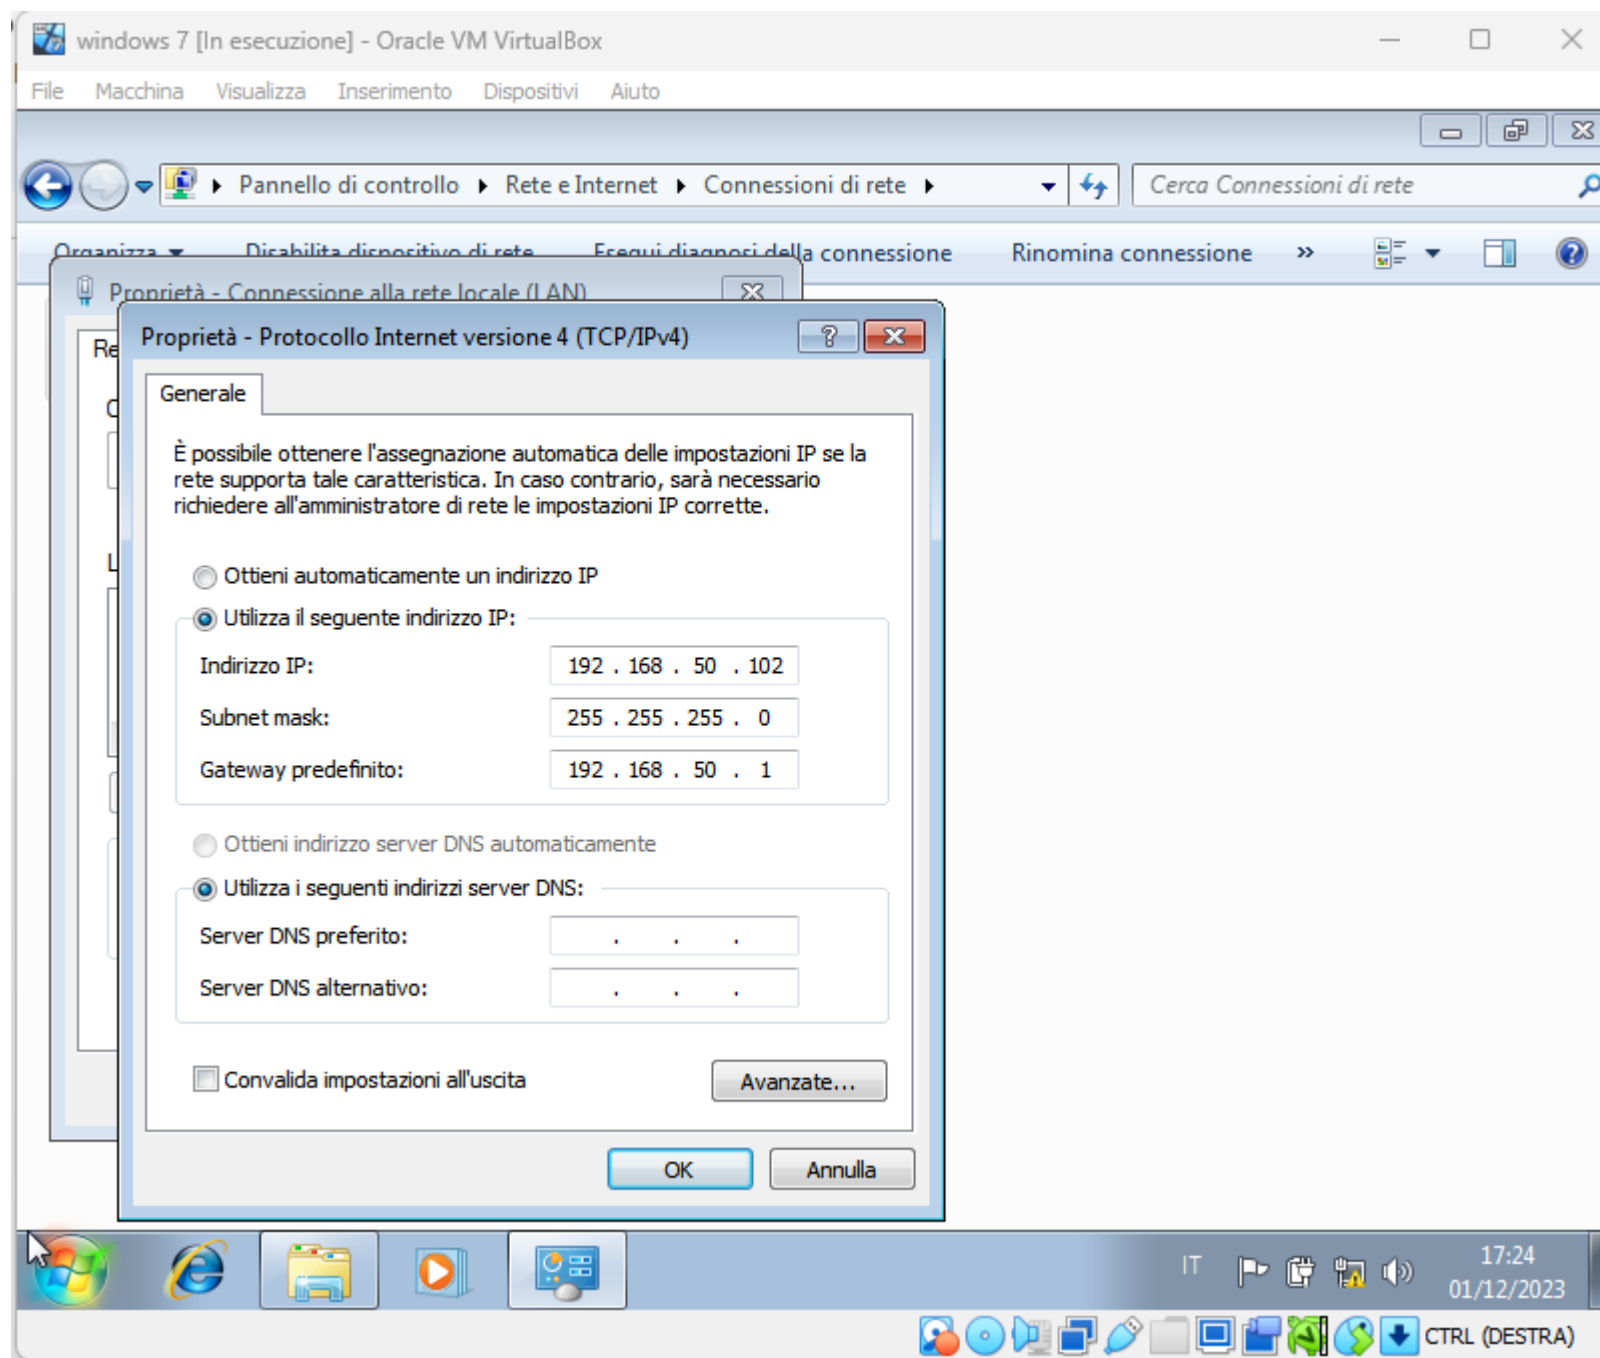 windows 7 [In esecuzione] - Oracle VM VirtualBox
File Macchina Visualizza Inserimento Dispositivi Aiuto
Pannello di controllo Rete e Internet Connessioni di rete
Cerca Connessioni di rete
Organizza Disabilita dispositivo di rete Esegui diagnosi della connessione Rinomina connessione »
Proprietà - Connessione alla rete locale (LAN)
Re
Proprietà - Protocollo Internet versione 4 (TCP/IPv4)
Generale
È possibile ottenere l'assegnazione automatica delle impostazioni IP se la
rete supporta tale caratteristica. In caso contrario, sarà necessario
richiedere all'amministratore di rete le impostazioni IP corrette.
Ottieni automaticamente un indirizzo IP
Utilizza il seguente indirizzo IP:
Indirizzo IP: 192 . 168 . 50 . 102
Subnet mask: 255 . 255 . 255 . 0
Gateway predefinito: 192 . 168 . 50 . 1
Ottieni indirizzo server DNS automaticamente
Utilizza i seguenti indirizzi server DNS:
Server DNS preferito: . . .
Server DNS alternativo: . . .
Convalida impostazioni all'uscita
Avanzate...
OK Annulla
IT
17:24
01/12/2023
CTRL (DESTRA)